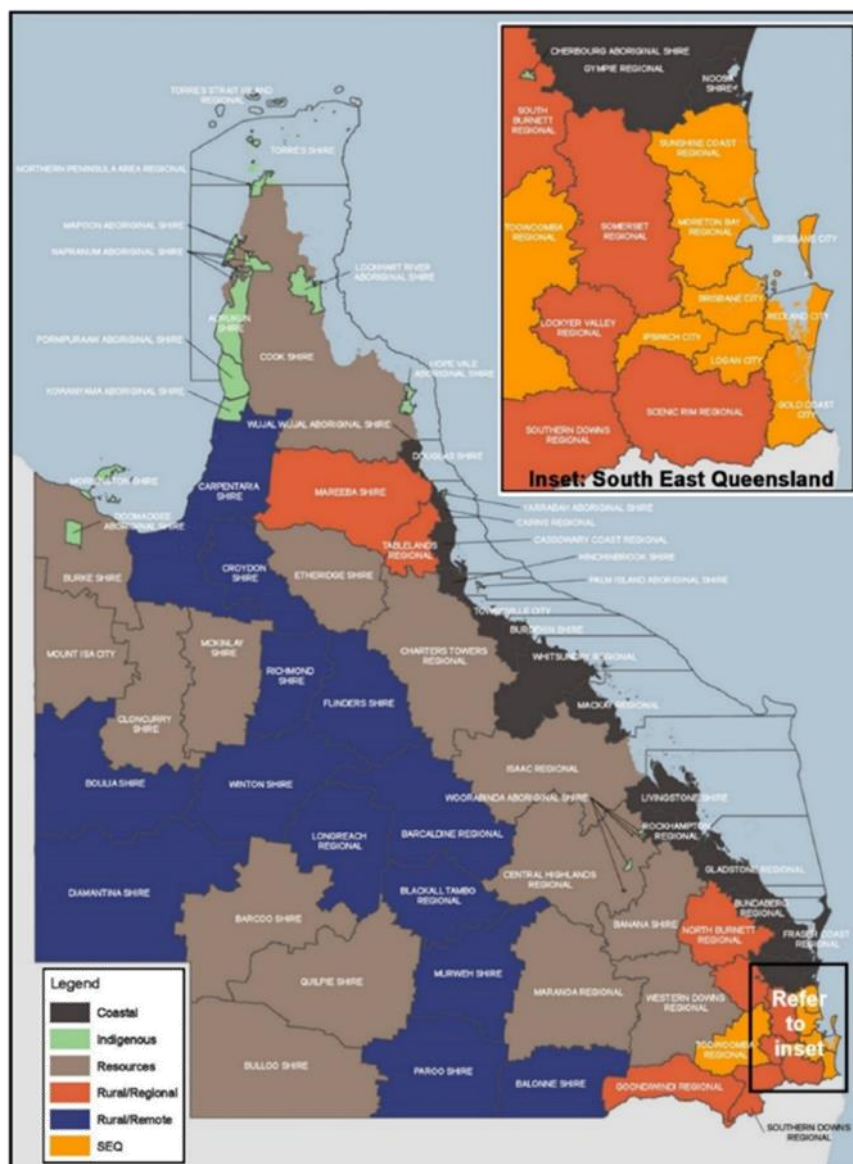 TORRES STRAIT ISLAND
REGIONAL
TORRES SHIRE
NORTHERN PENINSULA AREA REGIONAL
MAPOON ABORIGINAL SHIRE
NAPRANUM ABORIGINAL SHIRE
LOCKHART RIVER
ABORIGINAL SHIRE
AURUKUN
SHIRE
PORMPURAAW ABORIGINAL SHIRE
COOK SHIRE
KOWANYAMA ABORIGINAL SHIRE
HOPE VALE
ABORIGINAL SHIRE
WUJAL WUJAL ABORIGINAL SHIRE
DOUGLAS SHIRE
MORNINGTON SHIRE
CARPENTARIA
SHIRE
MAREEBA SHIRE
YARRABAH ABORIGINAL SHIRE
CAIRNS REGIONAL
DOOMADGEE
ABORIGINAL SHIRE
TABLELANDS
REGIONAL
CASSOWARY COAST REGIONAL
HINCHINBROOK SHIRE
CROYDON
SHIRE
ETHERIDGE SHIRE
BURKE SHIRE
PALM ISLAND ABORIGINAL SHIRE
TOWNSVILLE CITY
BURDEKIN SHIRE
MOUNT ISA CITY
MCKINLAY
SHIRE
CHARTERS TOWERS
REGIONAL
WHITSUNDAY REGIONAL
RICHMOND
SHIRE
FLINDERS SHIRE
MACKAY REGIONAL
CLONCURRY
SHIRE
ISAAC REGIONAL
BOULIA SHIRE
WINTON SHIRE
WOORABINDA ABORIGINAL SHIRE
LIVINGSTONE SHIRE
LONGREACH
REGIONAL
BARCALDINE REGIONAL
ROCKHAMPTON
REGIONAL
GLADSTONE REGIONAL
CENTRAL HIGHLANDS
REGIONAL
DIAMANTINA SHIRE
BLACKALL TAMBO
REGIONAL
BARCOO SHIRE
BANANA SHIRE
BUNDABERG
REGIONAL
NORTH BURNETT
REGIONAL
FRASER COAST
REGIONAL
MURWEH SHIRE
QUILPIE SHIRE
MARANOA REGIONAL
WESTERN DOWNS
REGIONAL
Refer
to
inset
TOOWOOMBA
REGIONAL
BULLOO SHIRE
PAROO SHIRE
BALONNE SHIRE
GOONDIWINDI REGIONAL
SOUTHERN DOWNS
REGIONAL
CHERBOURG ABORIGINAL SHIRE
GYMPIE REGIONAL
NOOSA
SHIRE
SOUTH
BURNETT
REGIONAL
SUNSHINE COAST
REGIONAL
TOOWOOMBA
REGIONAL
SOMERSET
REGIONAL
MORETON BAY
REGIONAL
BRISBANE CITY
BRISBANE CITY
REDLAND CITY
LOCKYER VALLEY
REGIONAL
IPSWICH CITY
LOGAN CITY
SCENIC RIM REGIONAL
GOLD COAST
CITY
SOUTHERN DOWNS
REGIONAL
Inset: South East Queensland
Legend
Coastal
Indigenous
Resources
Rural/Regional
Rural/Remote
SEQ